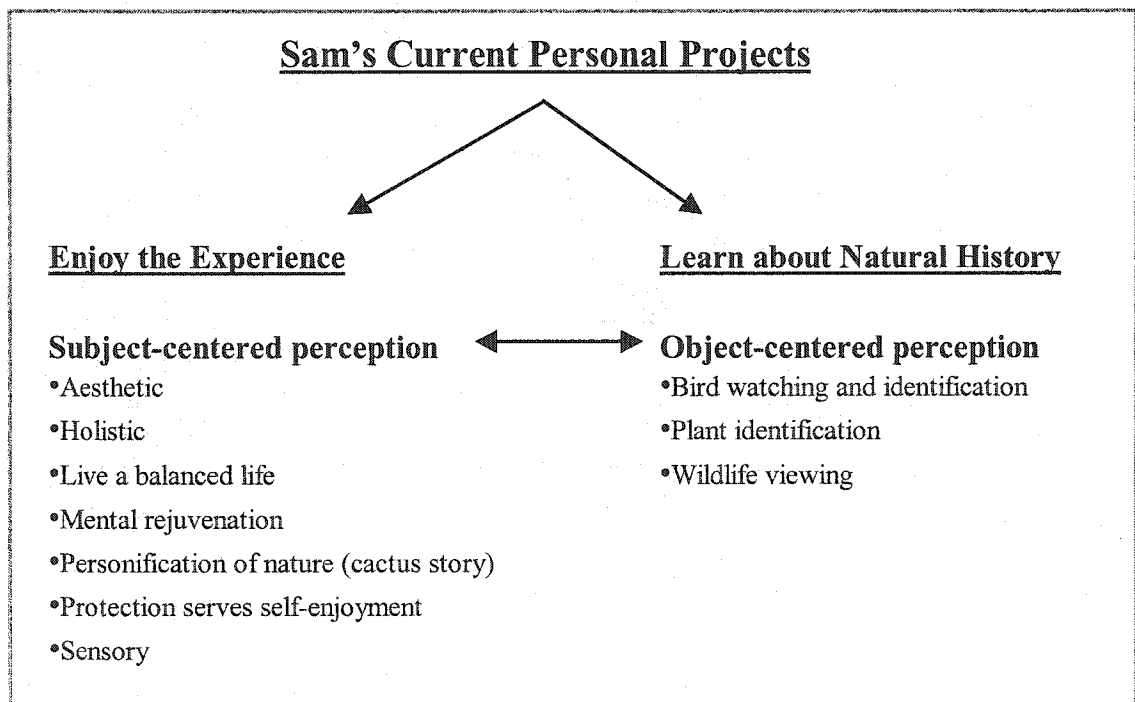 Sam's Current Personal Projects
Enjoy the Experience
Subject-centered perception
•Aesthetic
•Holistic
•Live a balanced life
•Mental rejuvenation
•Personification of nature (cactus story)
•Protection serves self-enjoyment
•Sensory
Learn about Natural History
Object-centered perception
•Bird watching and identification
•Plant identification
•Wildlife viewing